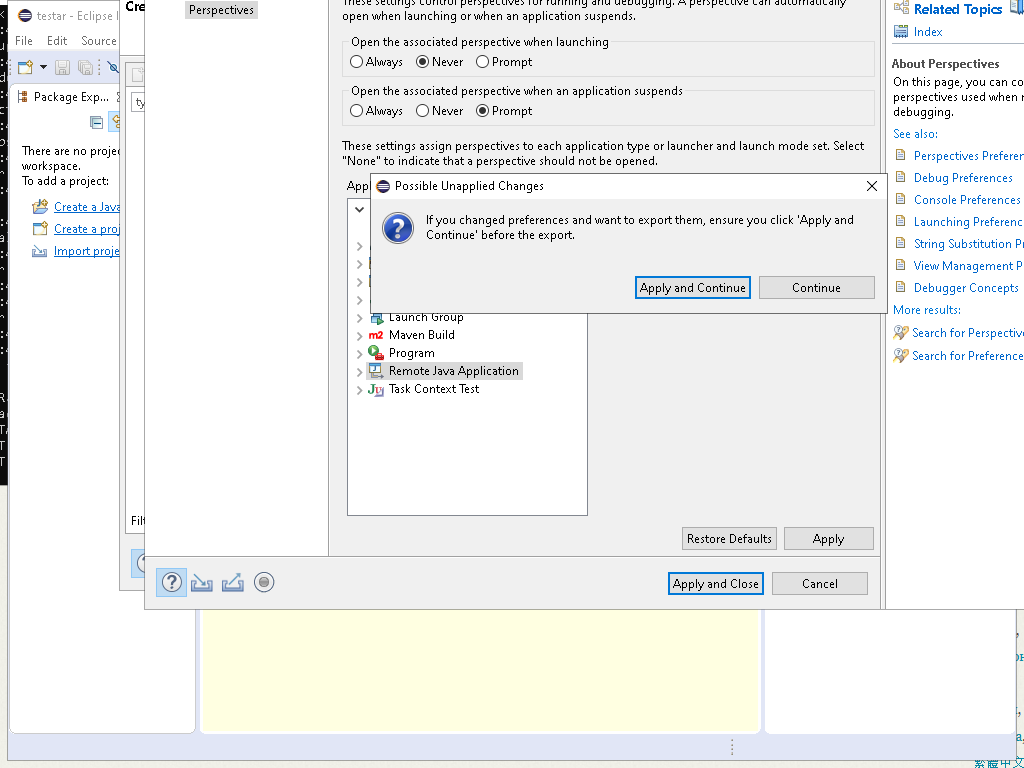 testar - Eclipse I
File Edit Source
Package Exp...
There are no proje
workspace.
To add a project:
Create a Java
Create a proj
Import proje
Cre
ty
Filt
Perspectives
These settings control perspectives for running and debugging. A perspective can automatically
open when launching or when an application suspends.
Open the associated perspective when launching
Always Never Prompt
Open the associated perspective when an application suspends
Always Never Prompt
These settings assign perspectives to each application type or launcher and launch mode set. Select
"None" to indicate that a perspective should not be opened.
Appl
Possible Unapplied Changes
If you changed preferences and want to export them, ensure you click 'Apply and
Continue' before the export.
Apply and Continue Continue
Launch Group
m2 Maven Build
Program
Remote Java Application
Ju Task Context Test
Restore Defaults Apply
Apply and Close Cancel
Related Topics
Index
About Perspectives
On this page, you can co
perspectives used when r
debugging.
See also:
Perspectives Preferer
Debug Preferences
Console Preferences
Launching Preferenc
String Substitution Pr
View Management P
Debugger Concepts
More results:
Search for Perspective
Search for Preference
繁體中文